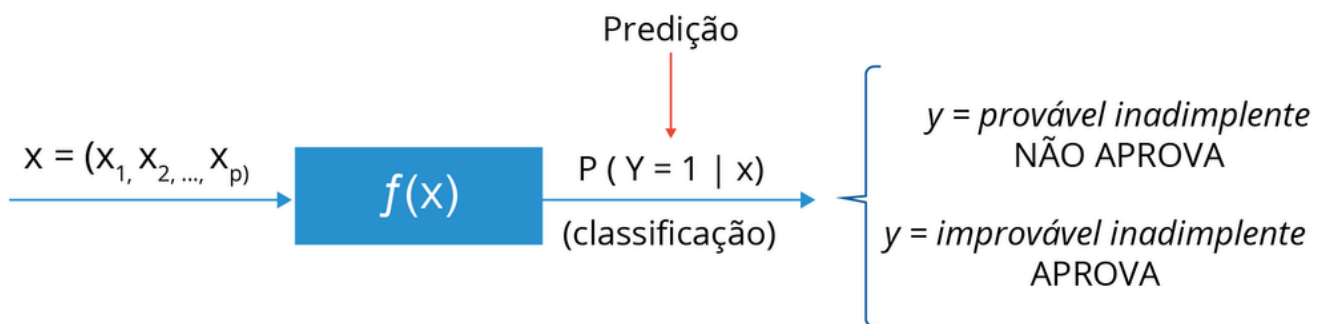 Predição
x = (x1, x2, ..., xp)
f(x)
P ( Y = 1 | x)
(classificação)
y = provável inadimplente
NÃO APROVA
y = improvável inadimplente
APROVA